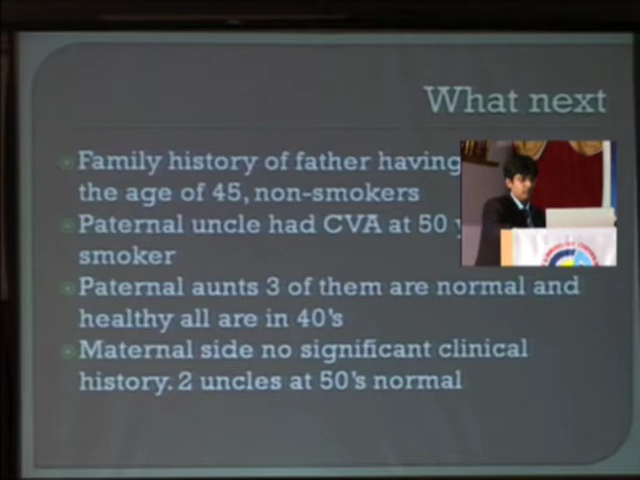 What next
Family history of father having
the age of 45, non-smokers
Paternal uncle had CVA at 50
smoker
Paternal aunts 3 of them are normal and
healthy all are in 40's
Maternal side no significant clinical
history. 2 uncles at 50's normal